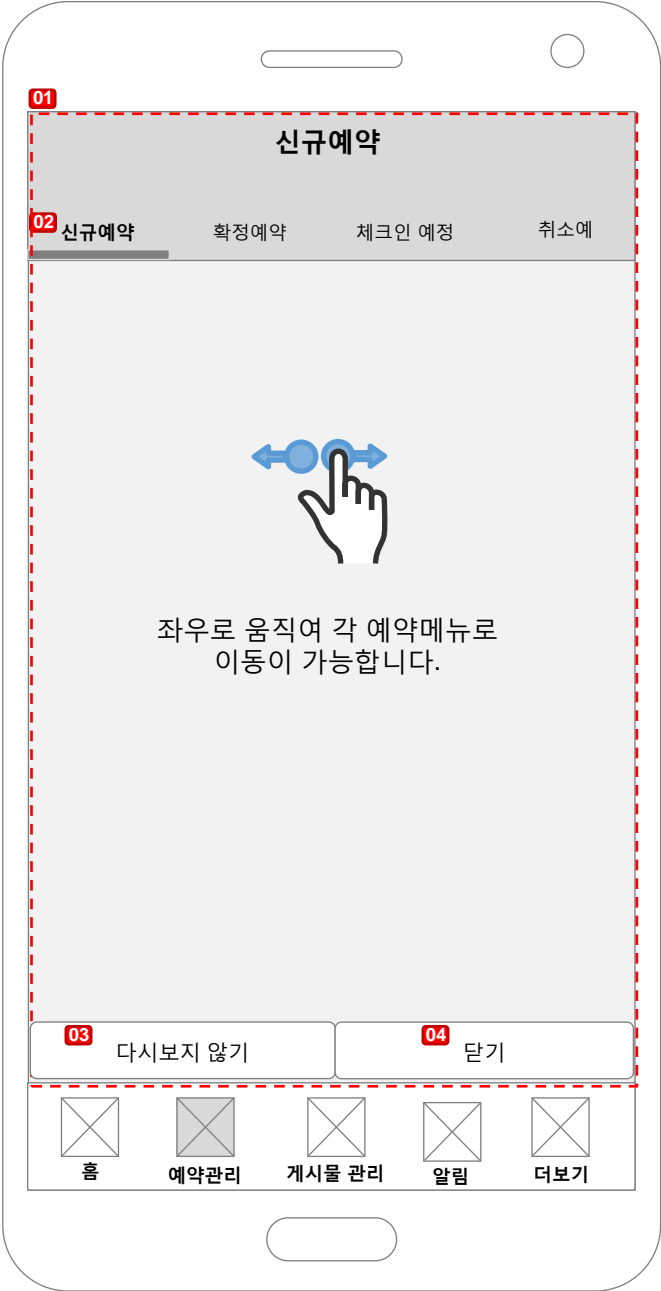 01
신규예약
02
신규예약 확정예약 체크인 예정 취소예
좌우로 움직여 각 예약메뉴로
이동이 가능합니다.
03 다시보지 않기 04 닫기
홈 예약관리 게시물 관리 알림 더보기